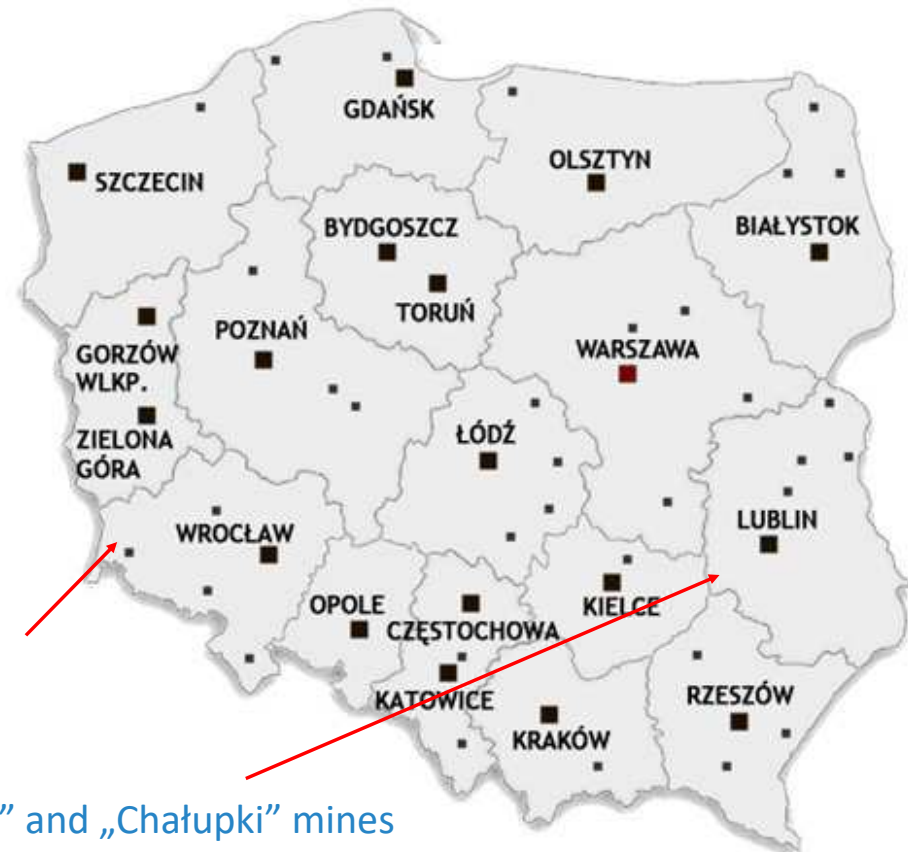 GDAŃSK
OLSZTYN
SZCZECIN
BYDGOSZCZ
BIAŁYSTOK
TORUŃ
POZNAŃ
WARSZAWA
GORZÓW
WLKP.
ZIELONA
GÓRA
ŁÓDŹ
WROCŁAW
LUBLIN
OPOLE
KIELCE
CZĘSTOCHOWA
KATOWICE
RZESZÓW
KRAKÓW
” and „Chałupki” mines